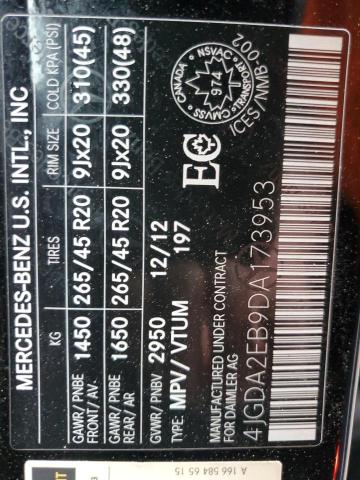 MERCEDES-BENZ U.S. INTL., INC
KG TIRES RIM SIZE COLD KPA (PSI)
GAWR / PNBE FRONT / AV- 1450 265/45 R20 9Jx20 310(45)
GAWR / PNBE REAR / AR 1650 265/45 R20 9Jx20 330(48)
GVWR / PNBV 2950 12/12
TYPE MPV/ VTUM 197
EC
NSVAC
CANADA
974
TRANSPORT
CMVSS
ICES / NMB-002
MANUFACTURED UNDER CONTRACT
FOR DAIMLER AG
4JGDA2EB9DA173953
A 166 584 65 15